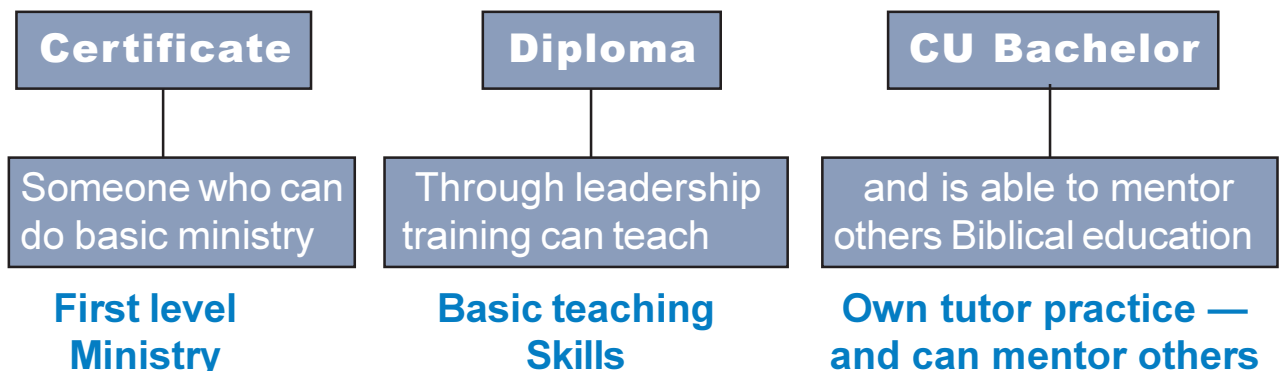 Certificate
Someone who can
do basic ministry
First level
Ministry
Diploma
Through leadership
training can teach
Basic teaching
Skills
CU Bachelor
and is able to mentor
others Biblical education
Own tutor practice —
and can mentor others